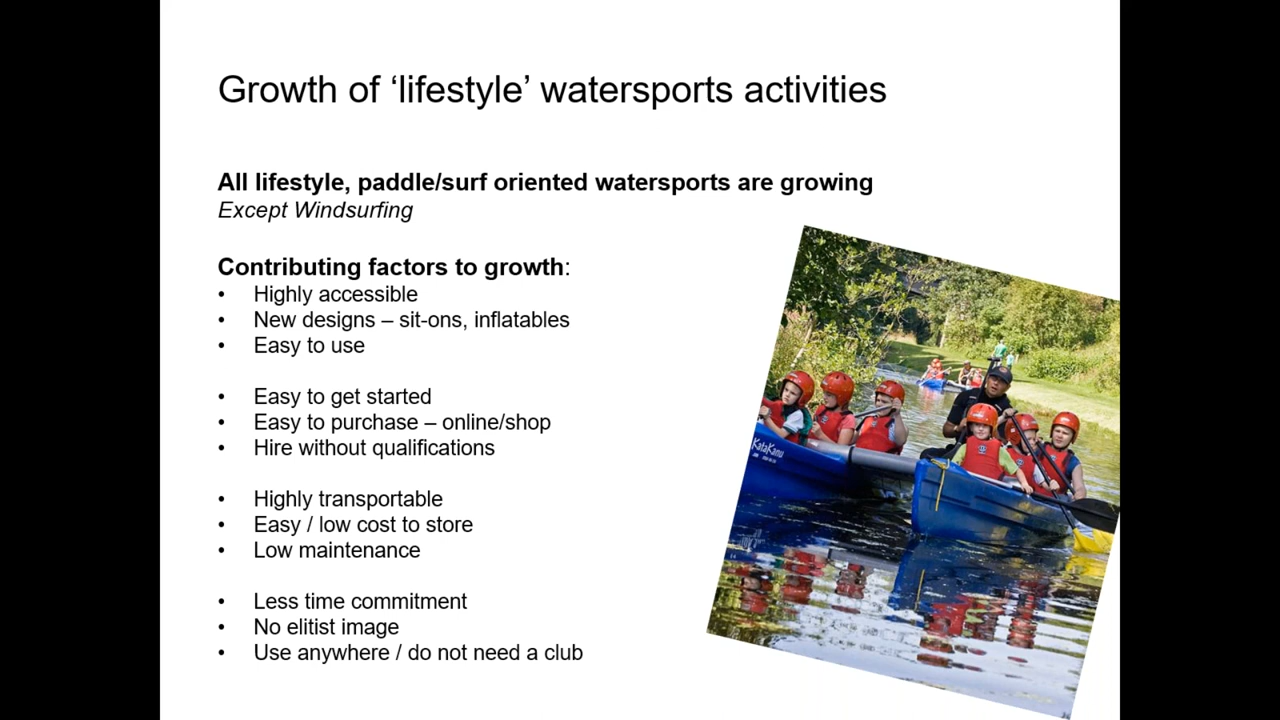 Growth of ‘lifestyle’ watersports activities
All lifestyle, paddle/surf oriented watersports are growing
Except Windsurfing
Contributing factors to growth:
• Highly accessible
• New designs – sit-ons, inflatables
• Easy to use
• Easy to get started
• Easy to purchase – online/shop
• Hire without qualifications
• Highly transportable
• Easy / low cost to store
• Low maintenance
• Less time commitment
• No elitist image
• Use anywhere / do not need a club
KataKanu